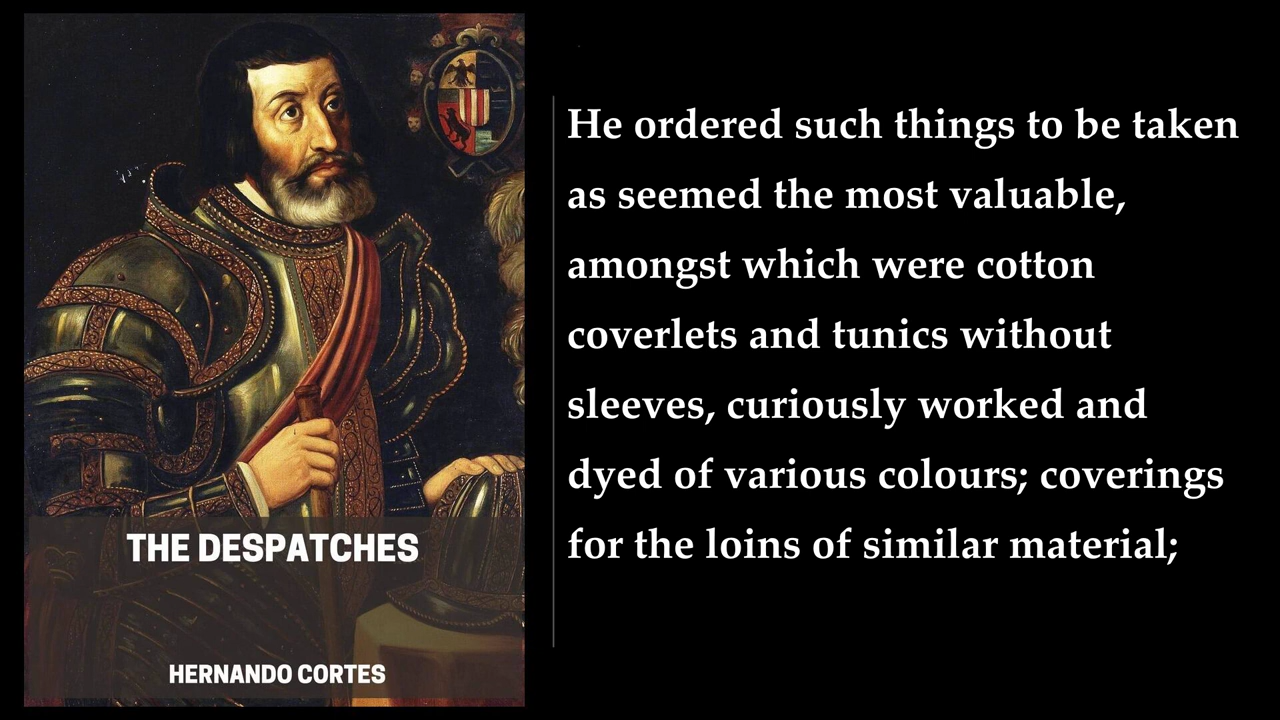 THE DESPATCHES
HERNANDO CORTES
He ordered such things to be taken
as seemed the most valuable,
amongst which were cotton
coverlets and tunics without
sleeves, curiously worked and
dyed of various colours; coverings
for the loins of similar material;